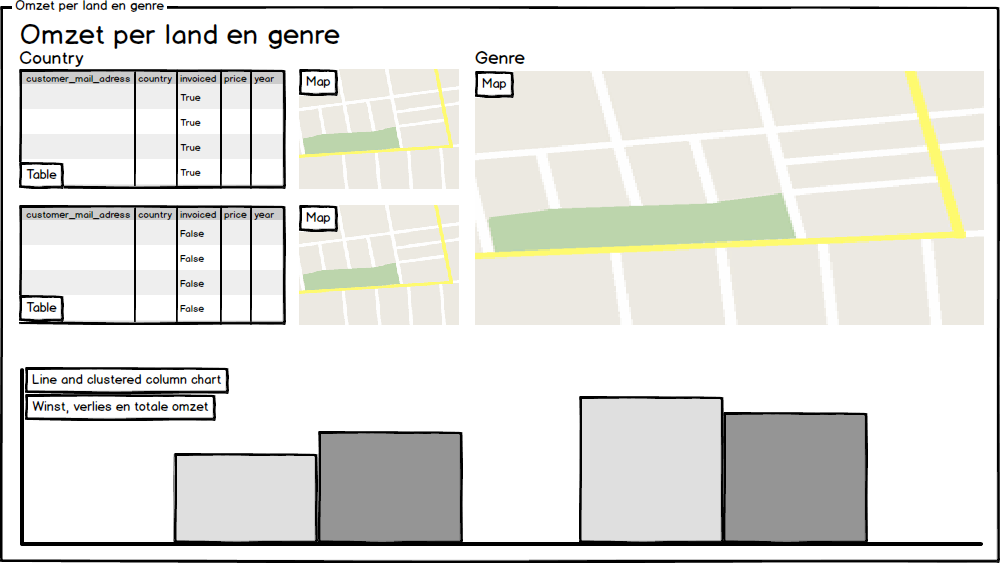 Omzet per land en genre
Omzet per land en genre
Country
Genre
customer_mail_adress country invoiced price year
True
True
True
True
Table
Map
Map
customer_mail_adress country invoiced price year
False
False
False
False
Table
Map
Line and clustered column chart
Winst, verlies en totale omzet